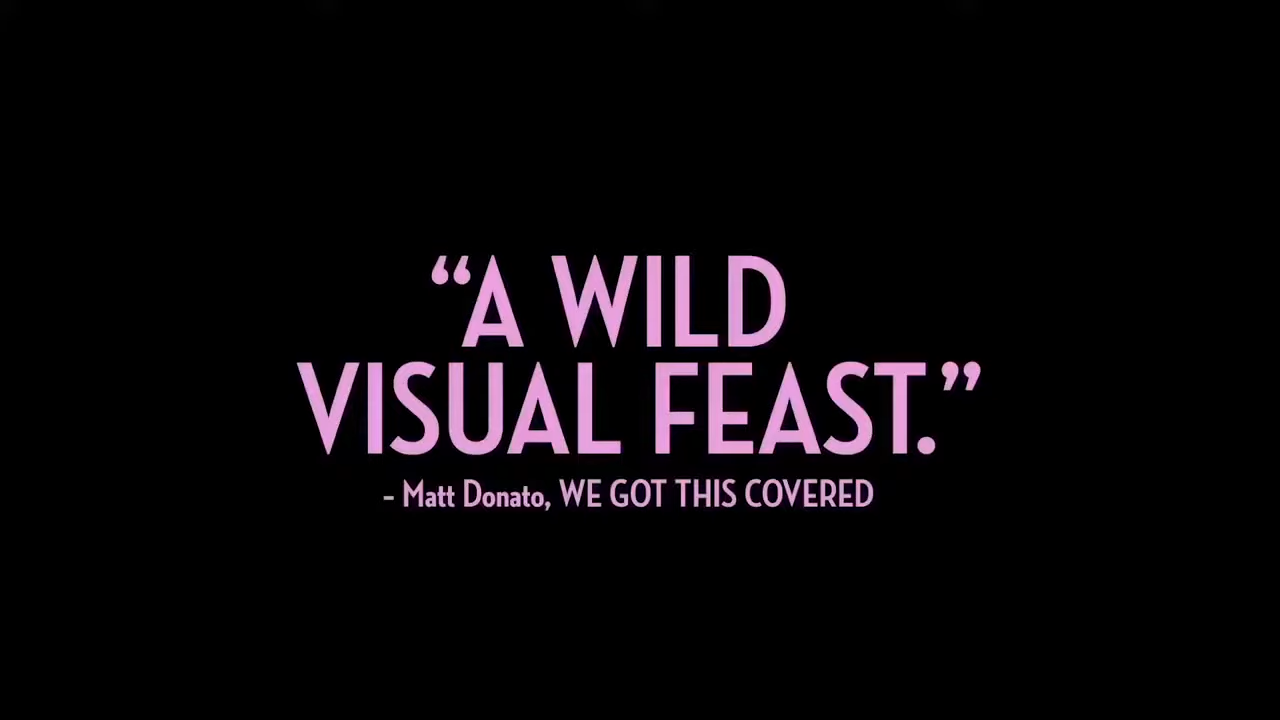 “A WILD
VISUAL FEAST.”
- Matt Donato, WE GOT THIS COVERED